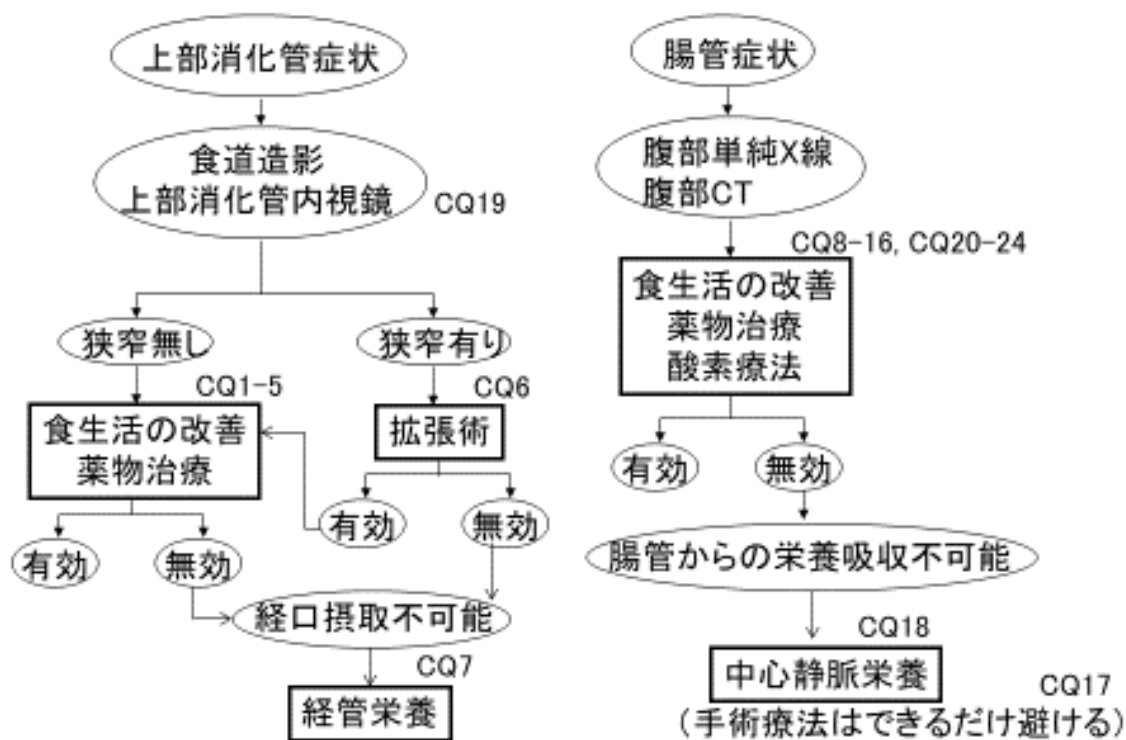 上部消化管症状
食道造影
上部消化管内視鏡
CQ19
狭窄無し
狭窄有り
CQ1-5
CQ6
食生活の改善
薬物治療
拡張術
有効
無効
有効
無効
経口摂取不可能
CQ7
経管栄養
腸管症状
腹部単純X線
腹部CT
CQ8-16, CQ20-24
食生活の改善
薬物治療
酸素療法
有効
無効
腸管からの栄養吸収不可能
CQ18
中心静脈栄養
CQ17
（手術療法はできるだけ避ける）